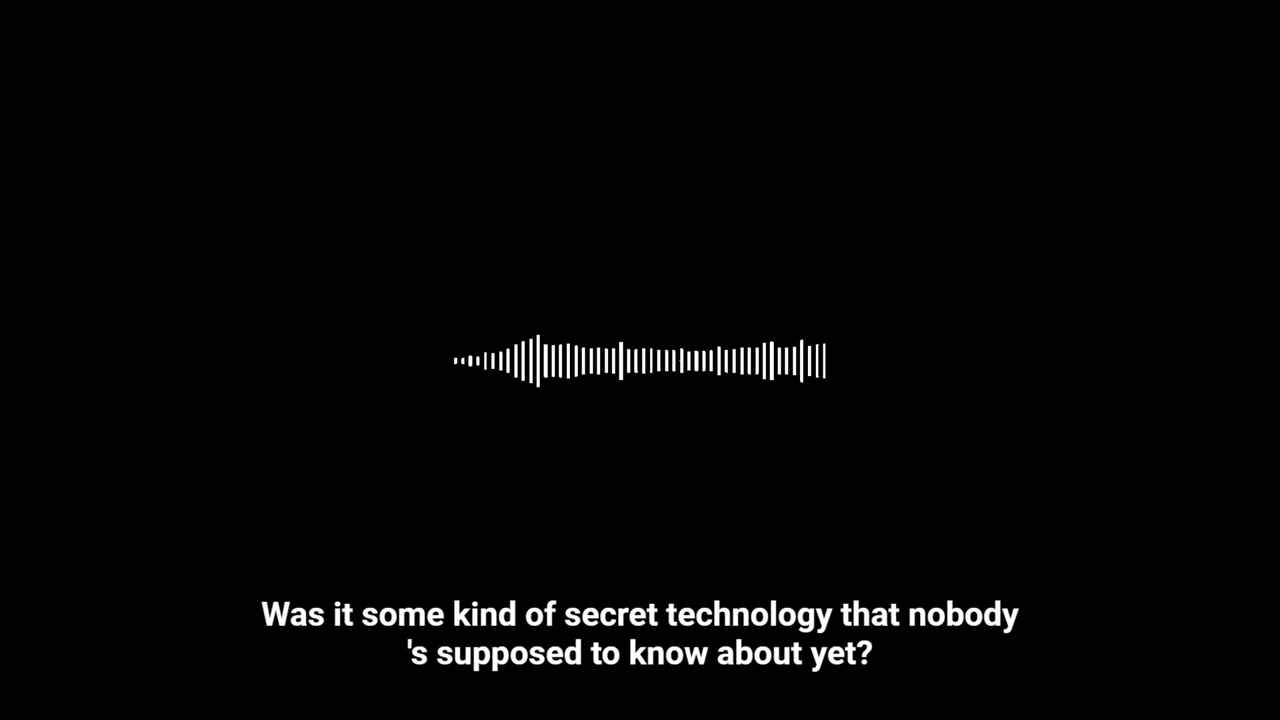 Was it some kind of secret technology that nobody
's supposed to know about yet?